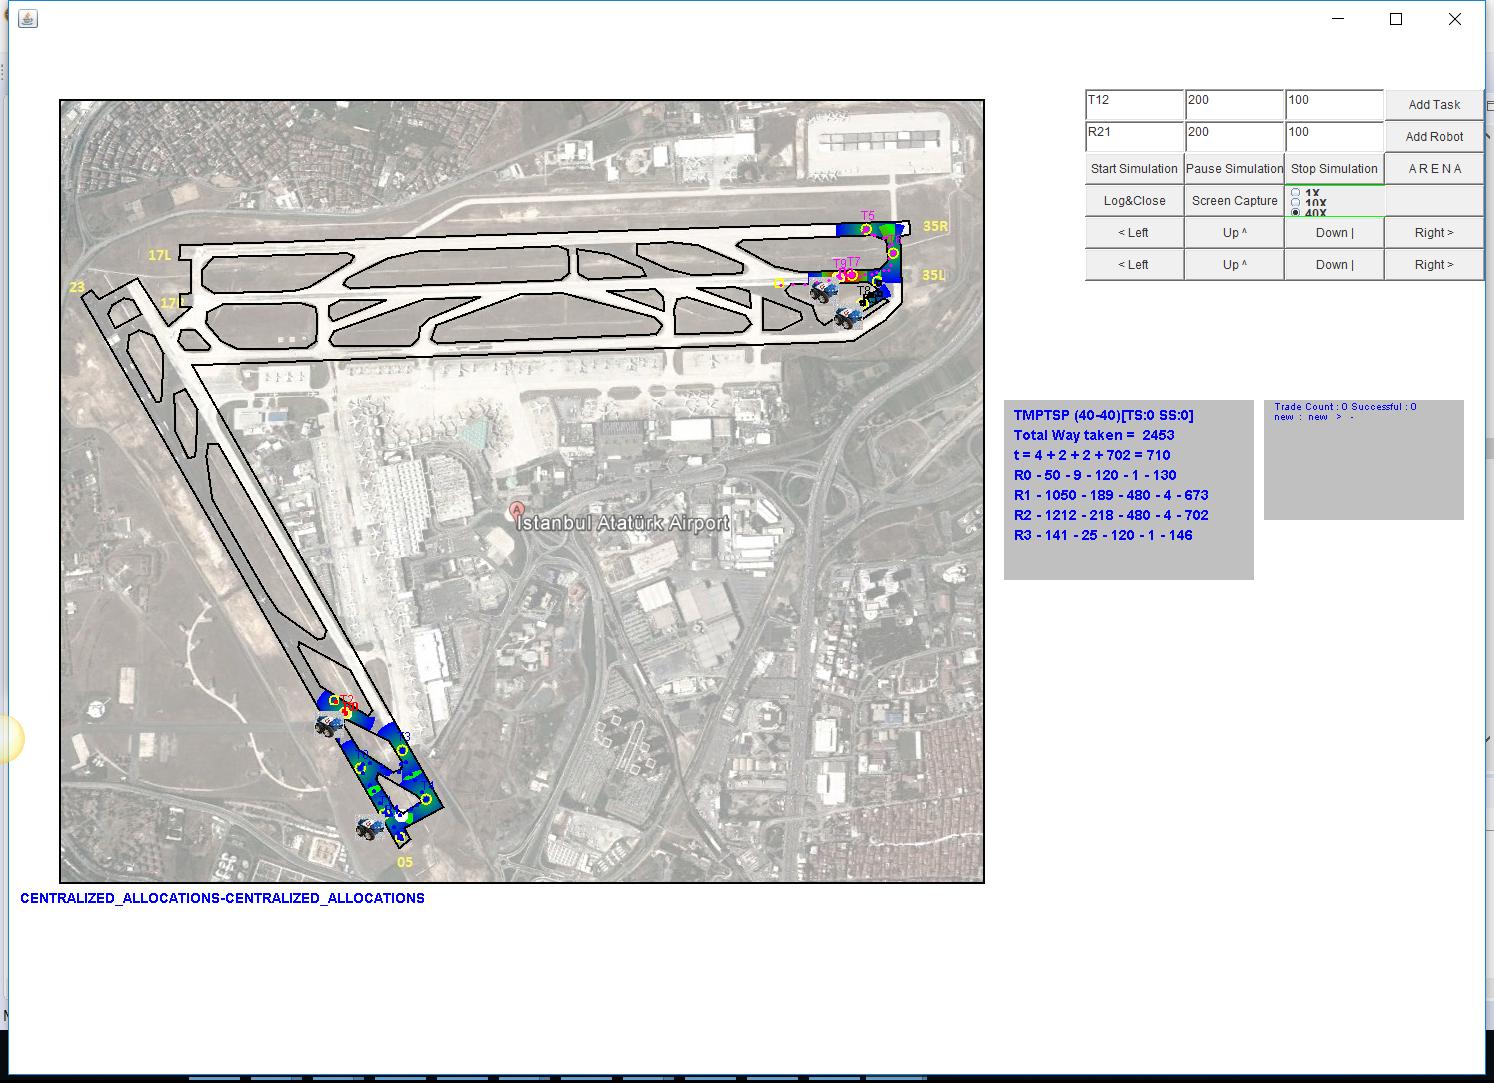 T12 200 100 Add Task
R21 200 100 Add Robot
Start Simulation Pause Simulation Stop Simulation A R E N A
Log&Close Screen Capture
1X
10X
40X
< Left Up ^ Down | Right >
< Left Up ^ Down | Right >
T5
35R
17L
T9 T7
35L
23
T8
TMPTSP (40-40)[TS:0 SS:0]
Total Way taken = 2453
t = 4 + 2 + 2 + 702 = 710
R0 - 50 - 9 - 120 - 1 - 130
R1 - 1050 - 189 - 480 - 4 - 673
R2 - 1212 - 218 - 480 - 4 - 702
R3 - 141 - 25 - 120 - 1 - 146
Trade Count : 0 Successful : 0
new : new > -
A
İstanbul Atatürk Airport
T2
05
CENTRALIZED_ALLOCATIONS-CENTRALIZED_ALLOCATIONS